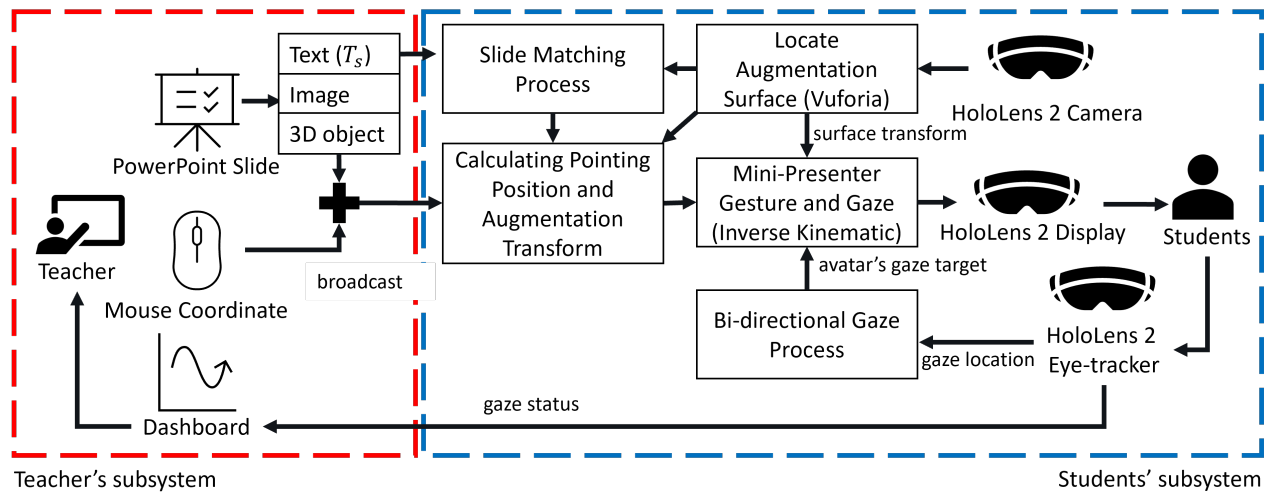 Text (Tₛ)
Image
3D object
PowerPoint Slide
Teacher
Mouse Coordinate
broadcast
Dashboard
Slide Matching
Process
Locate
Augmentation
Surface (Vuforia)
HoloLens 2 Camera
surface transform
Calculating Pointing
Position and
Augmentation
Transform
Mini-Presenter
Gesture and Gaze
(Inverse Kinematic)
HoloLens 2 Display
Students
avatar's gaze target
Bi-directional Gaze
Process
gaze location
HoloLens 2
Eye-tracker
gaze status
Teacher's subsystem
Students' subsystem